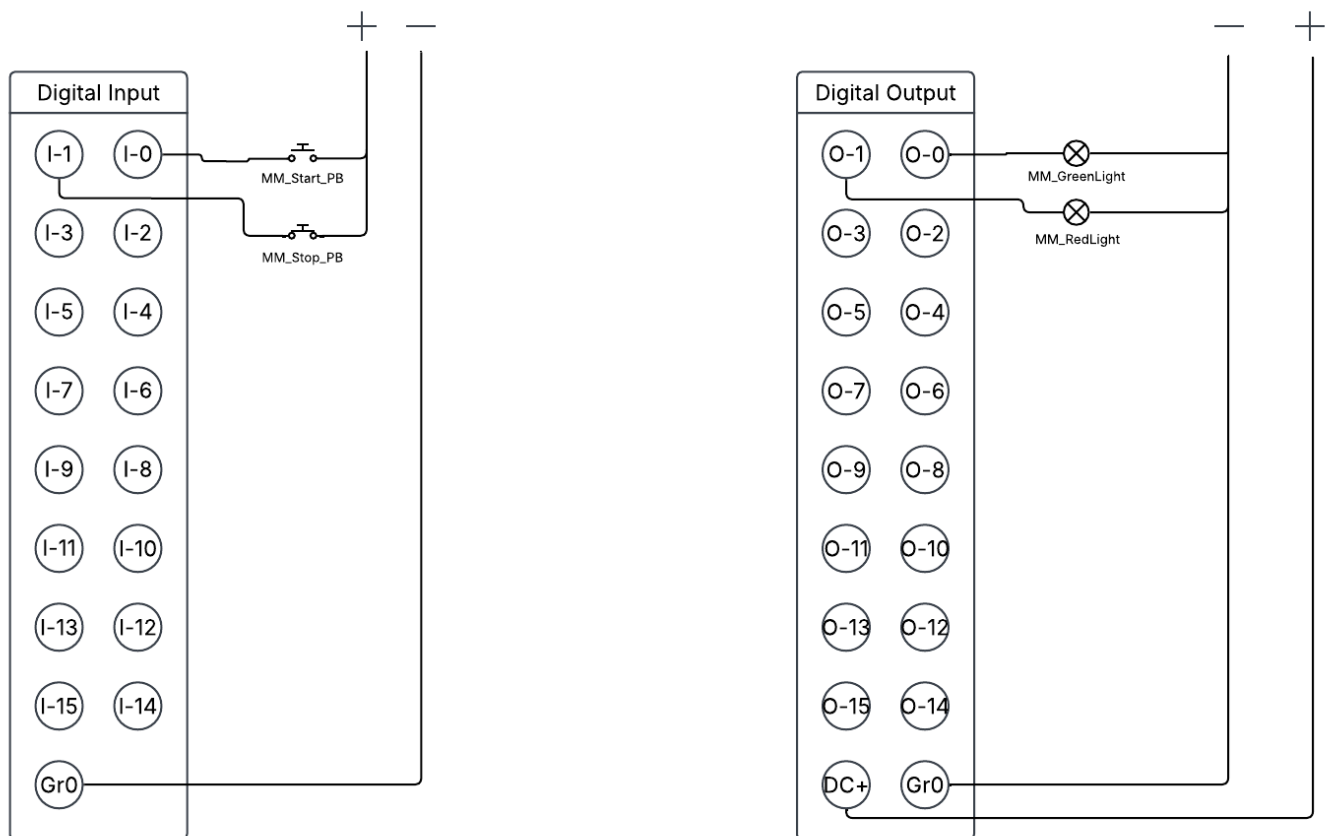 + −
− +
Digital Input
I-1 I-0
MM_Start_PB
I-3 I-2
MM_Stop_PB
I-5 I-4
I-7 I-6
I-9 I-8
I-11 I-10
I-13 I-12
I-15 I-14
Gr0
Digital Output
O-1 O-0
MM_GreenLight
O-3 O-2
MM_RedLight
O-5 O-4
O-7 O-6
O-9 O-8
O-11 O-10
O-13 O-12
O-15 O-14
DC+ Gr0